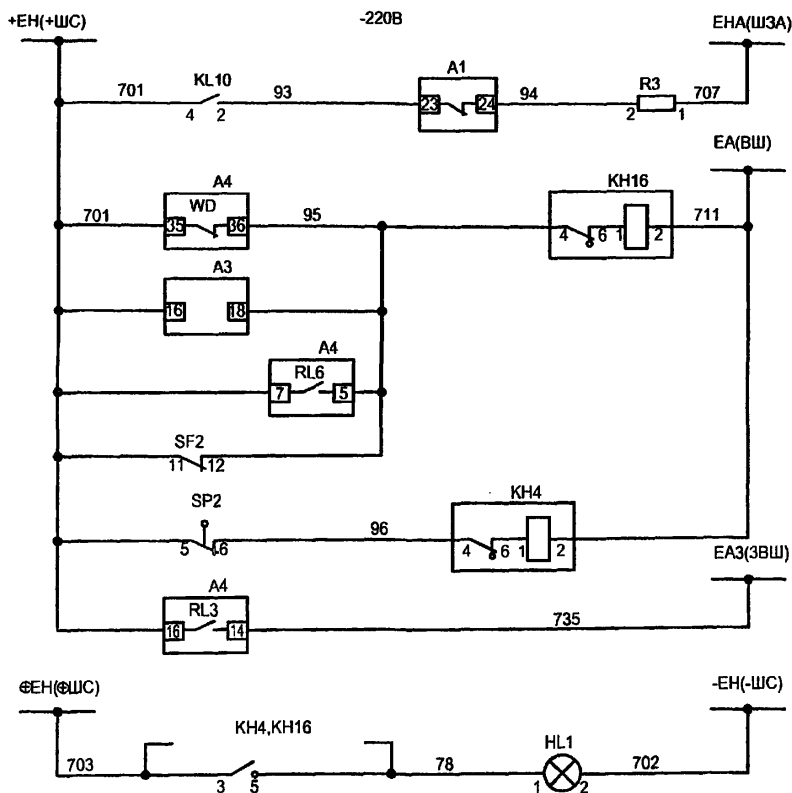 +ЕН(+ШС) -220В ЕНА(ШЗА)
701 KL10 93 A1 94 R3 707
4 2 23 24 2 1
ЕА(ВШ)
A4 KH16
701 WD 95 711
35 36 4 6 1 2
A3
16 18
A4
RL6
7 5
SF2
11 12
SP2 KH4
96
5 6 4 6 1 2
ЕА3(ЗВШ)
A4
RL3 735
16 14
⊕ЕН(⊕ШС) -ЕН(-ШС)
KH4,KH16 HL1
703 78 702
3 5 1 2